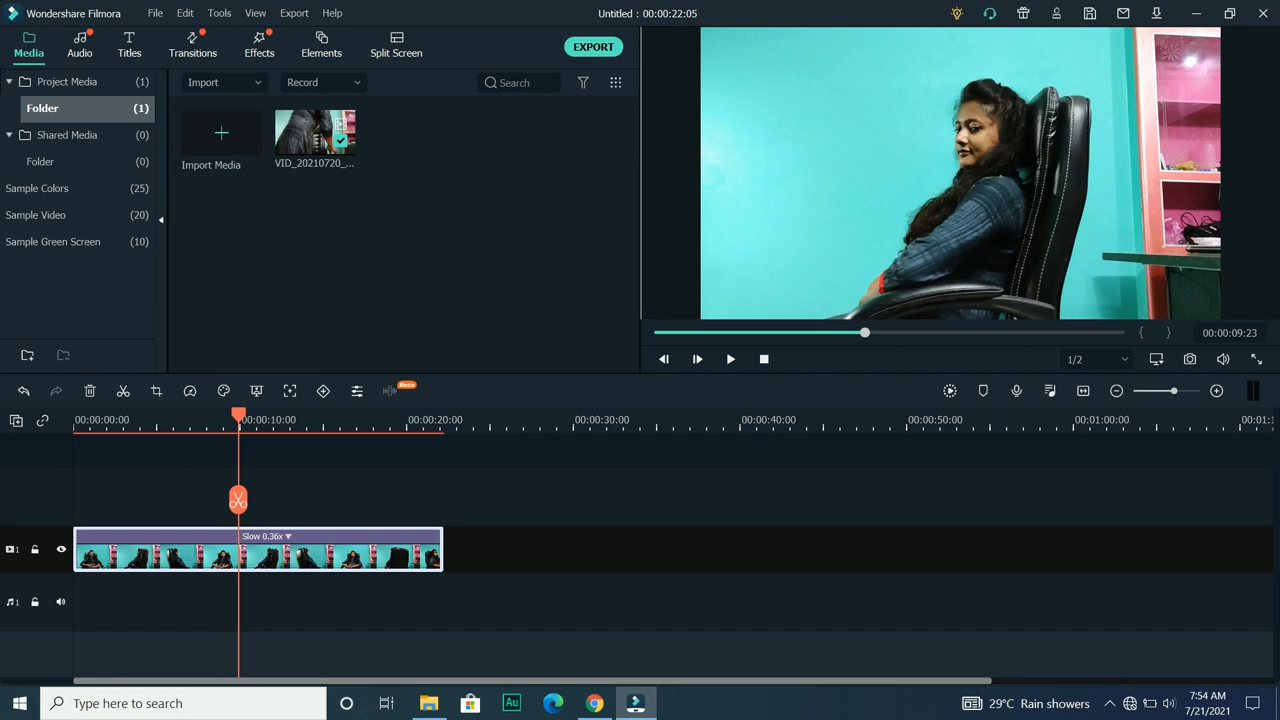 Wondershare Filmora File Edit Tools View Export Help Untitled : 00:00:22:05
Media Audio Titles Transitions Effects Elements Split Screen EXPORT
Project Media (1) Import Record Search
Folder (1)
Shared Media (0)
Folder (0)
Import Media VID_20210720_...
Sample Colors (25)
Sample Video (20)
Sample Green Screen (10)
00:00:09:23
1/2
Beta
00:00:00:00 00:00:10:00 00:00:20:00 00:00:30:00 00:00:40:00 00:00:50:00 00:01:00:00 00:01:1
Slow 0.36x
1
1
Type here to search Au 29°C Rain showers 7:54 AM
7/21/2021